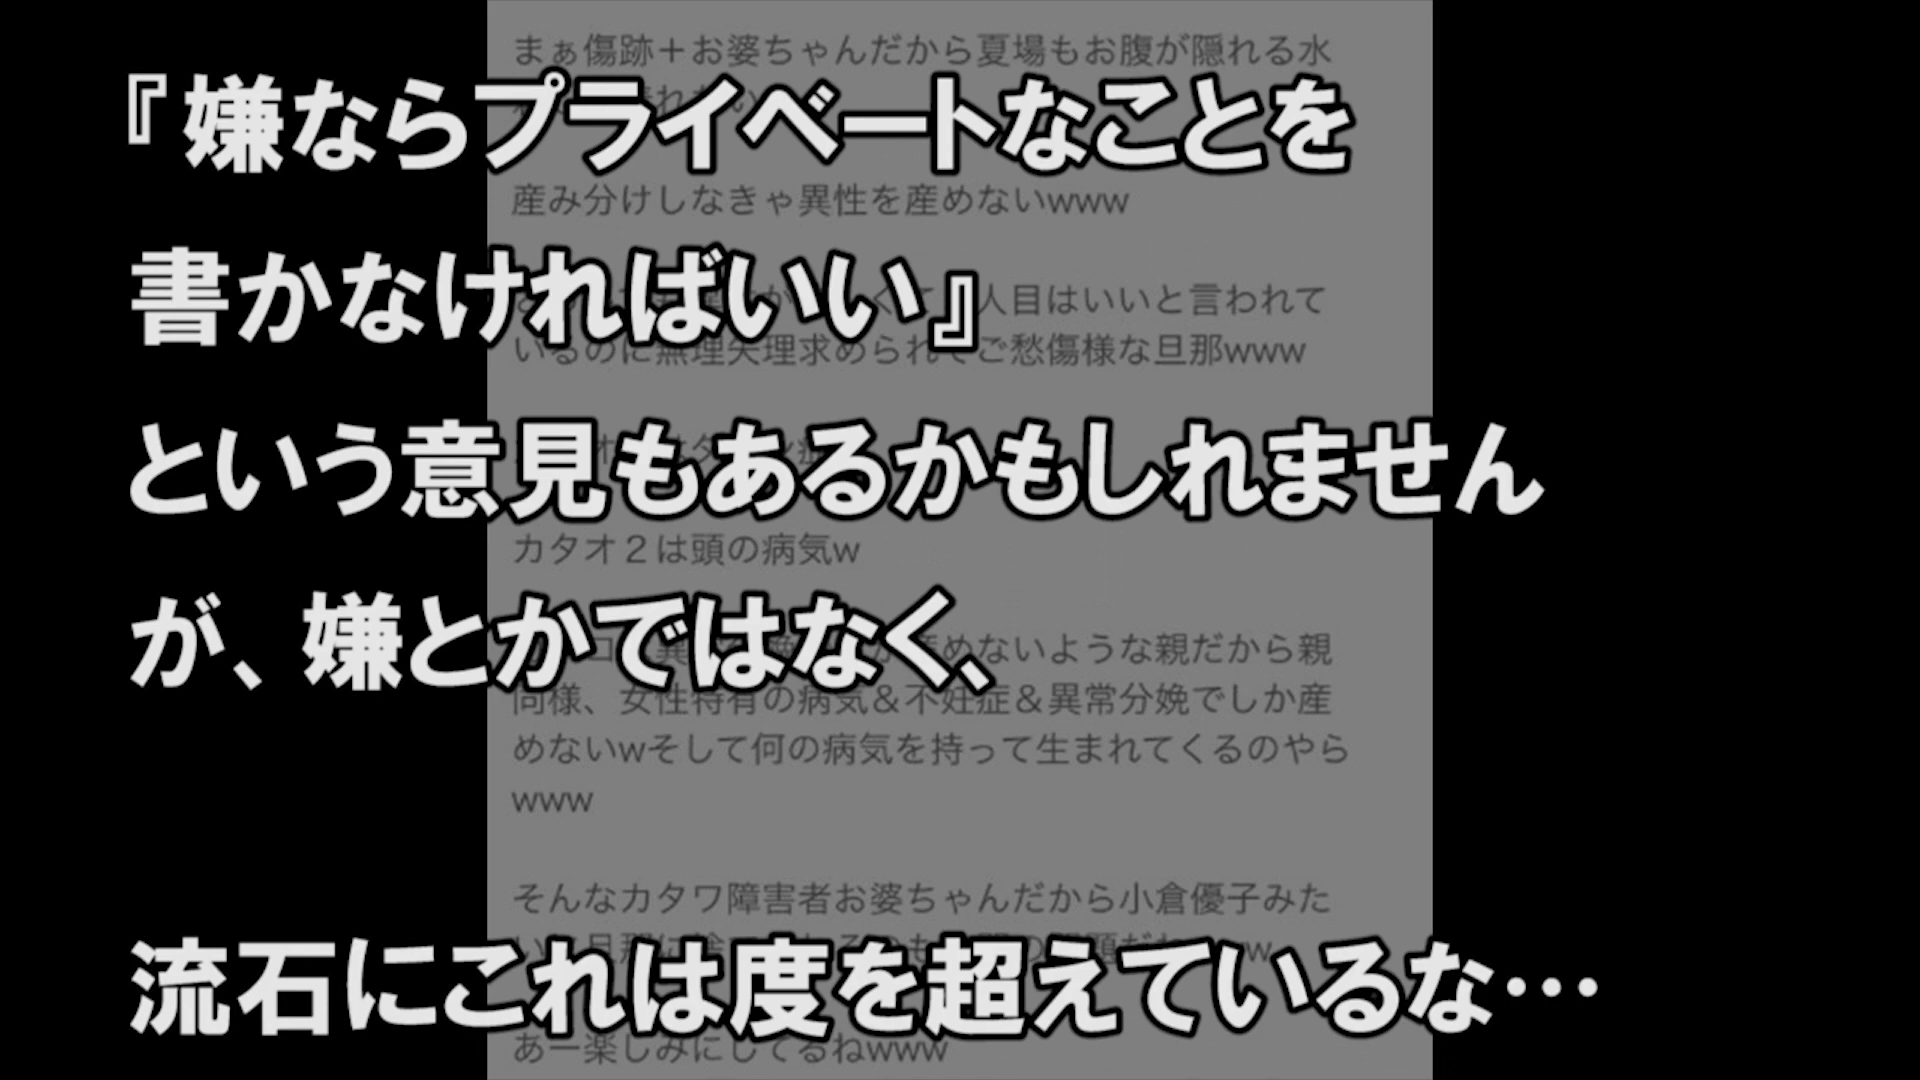 まぁ傷跡＋お婆ちゃんだから夏場もお腹が隠れる水
『嫌ならプライベートなことを
産み分けしなきゃ異性を産めないwww
書かなければいい』
人目はいいと言われて
いるのに無理矢理求められてご愁傷様な旦那www
という意見もあるかもしれません
カタオ２は頭の病気w
が、嫌とかではなく、
めないような親だから親
同様、女性特有の病気＆不妊症＆異常分娩でしか産
めないwそして何の病気を持って生まれてくるのやら
www
そんなカタワ障害者お婆ちゃんだから小倉優子みた
流石にこれは度を超えているな…
あー楽しみにしてるねwww